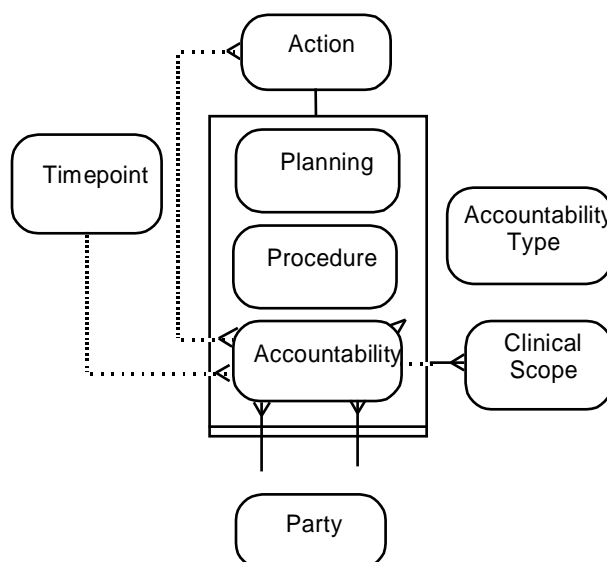 Action
Planning
Timepoint
Accountability
Type
Procedure
Accountability
Clinical
Scope
Party